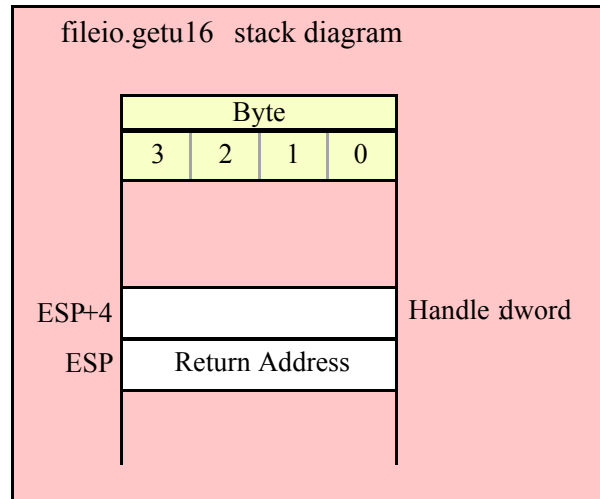 fileio.getu16 stack diagram
Byte
3 2 1 0
ESP+4 Handle :dword
ESP Return Address